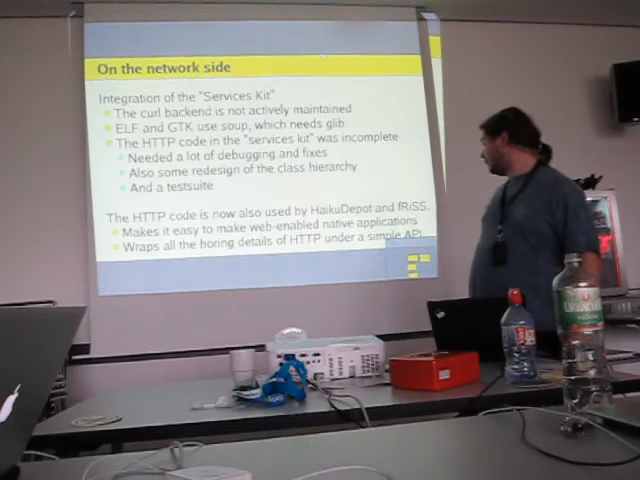 On the network side
Integration of the "Services Kit"
The curl backend is not actively maintained
ELF and GTK use soup, which needs glib
The HTTP code in the "services kit" was incomplete
Needed a lot of debugging and fixes
Also some redesign of the class hierarchy
And a testsuite
The HTTP code is now also used by HaikuDepot and fRiSS.
Makes it easy to make web-enabled native applications
Wraps all the boring details of HTTP under a simple API